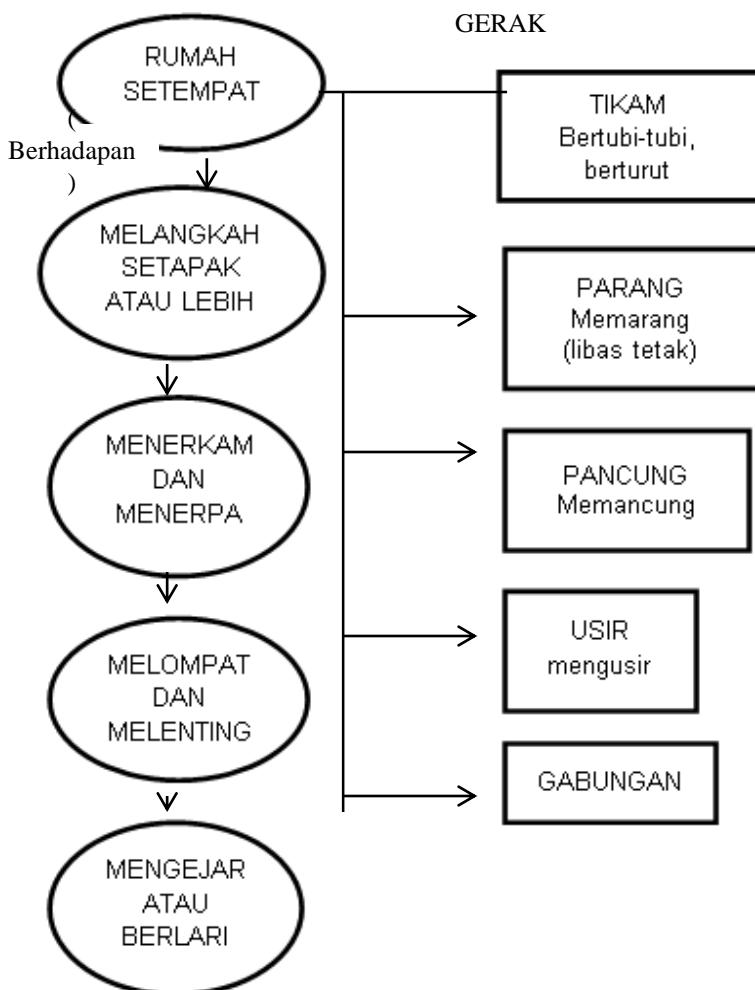 GERAK
RUMAH
SETEMPAT
(
Berhadapan
)
MELANGKAH
SETAPAK
ATAU LEBIH
MENERKAM
DAN
MENERPA
MELOMPAT
DAN
MELENTING
MENGEJAR
ATAU
BERLARI
TIKAM
Bertubi-tubi,
berturut
PARANG
Memarang
(libas tetak)
PANCUNG
Memancung
USIR
mengusir
GABUNGAN